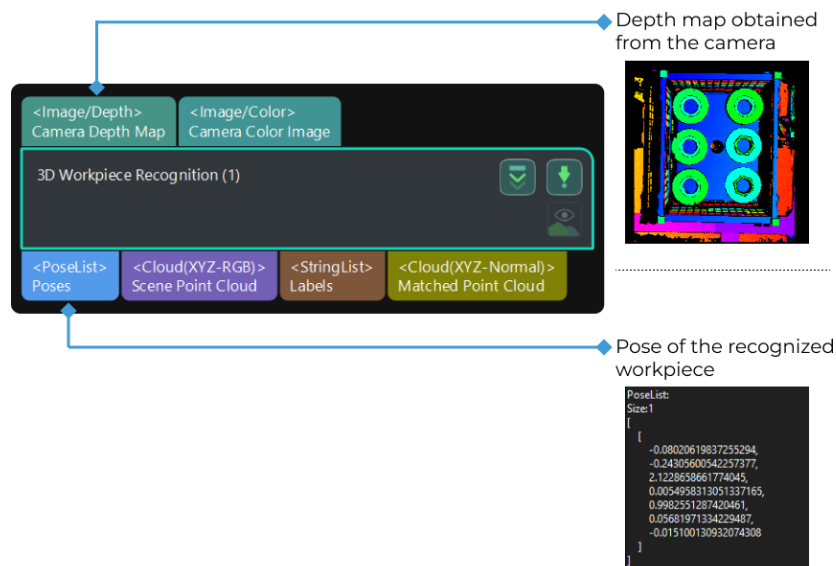 Depth map obtained
from the camera
<Image/Depth>
Camera Depth Map
<Image/Color>
Camera Color Image
3D Workpiece Recognition (1)
<PoseList>
Poses
<Cloud(XYZ-RGB)>
Scene Point Cloud
<StringList>
Labels
<Cloud(XYZ-Normal)>
Matched Point Cloud
Pose of the recognized
workpiece
PoseList:
Size:1
[
[
-0.08020619837255294,
-0.24305600542257377,
2.1228658661774045,
0.0054958313051337165,
0.9982551287420461,
0.05681971334229487,
-0.015100130932074308
]
]